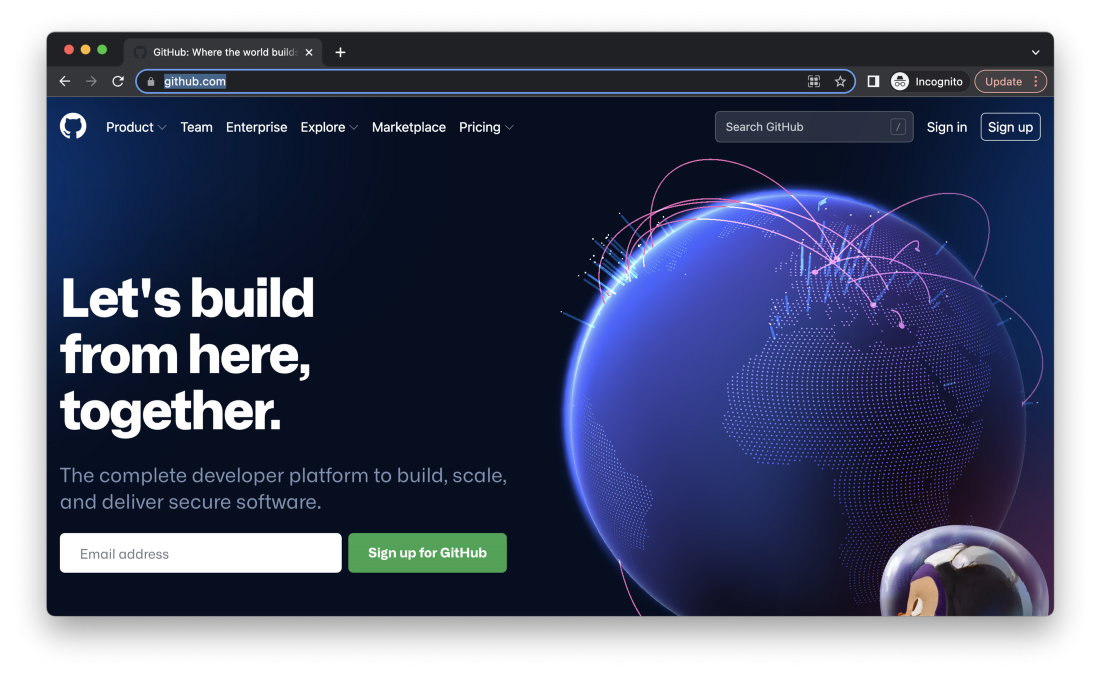 GitHub: Where the world builds
github.com
Incognito
Update
Product
Team
Enterprise
Explore
Marketplace
Pricing
Search GitHub
/
Sign in
Sign up
Let's build
from here,
together.
The complete developer platform to build, scale,
and deliver secure software.
Email address
Sign up for GitHub